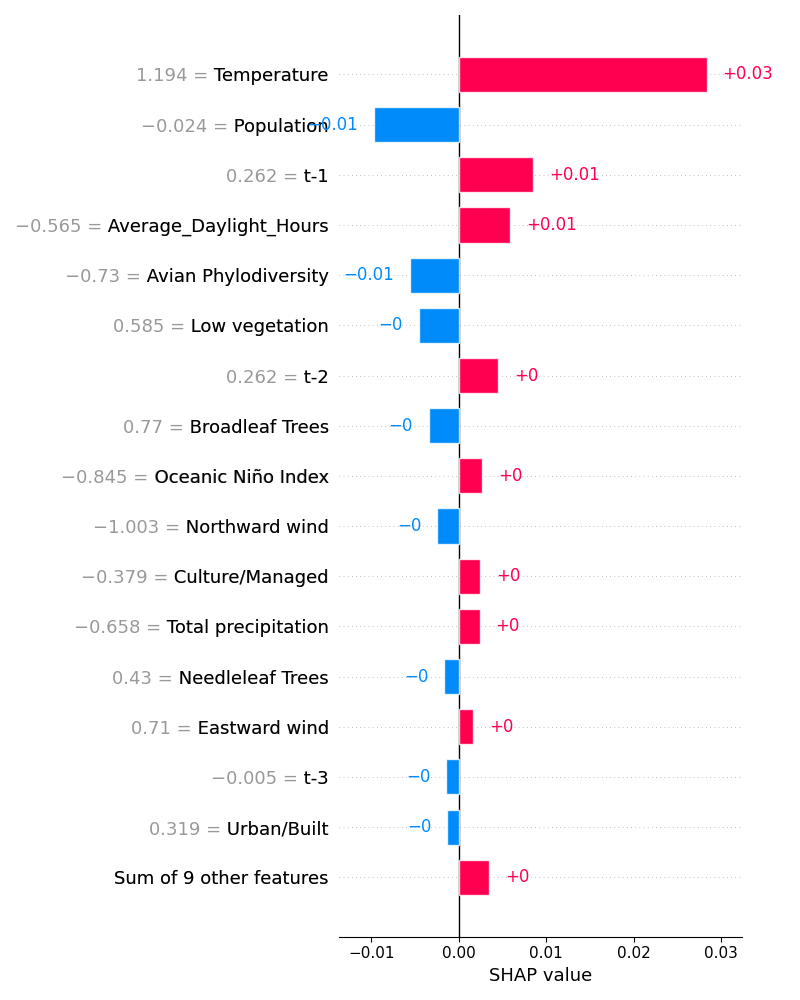 1.194 = Temperature +0.03
−0.024 = Population −0.01
0.262 = t-1 +0.01
−0.565 = Average_Daylight_Hours +0.01
−0.73 = Avian Phylodiversity −0.01
0.585 = Low vegetation −0
0.262 = t-2 +0
0.77 = Broadleaf Trees −0
−0.845 = Oceanic Niño Index +0
−1.003 = Northward wind −0
−0.379 = Culture/Managed +0
−0.658 = Total precipitation +0
0.43 = Needleleaf Trees −0
0.71 = Eastward wind +0
−0.005 = t-3 −0
0.319 = Urban/Built −0
Sum of 9 other features +0
−0.01 0.00 0.01 0.02 0.03
SHAP value